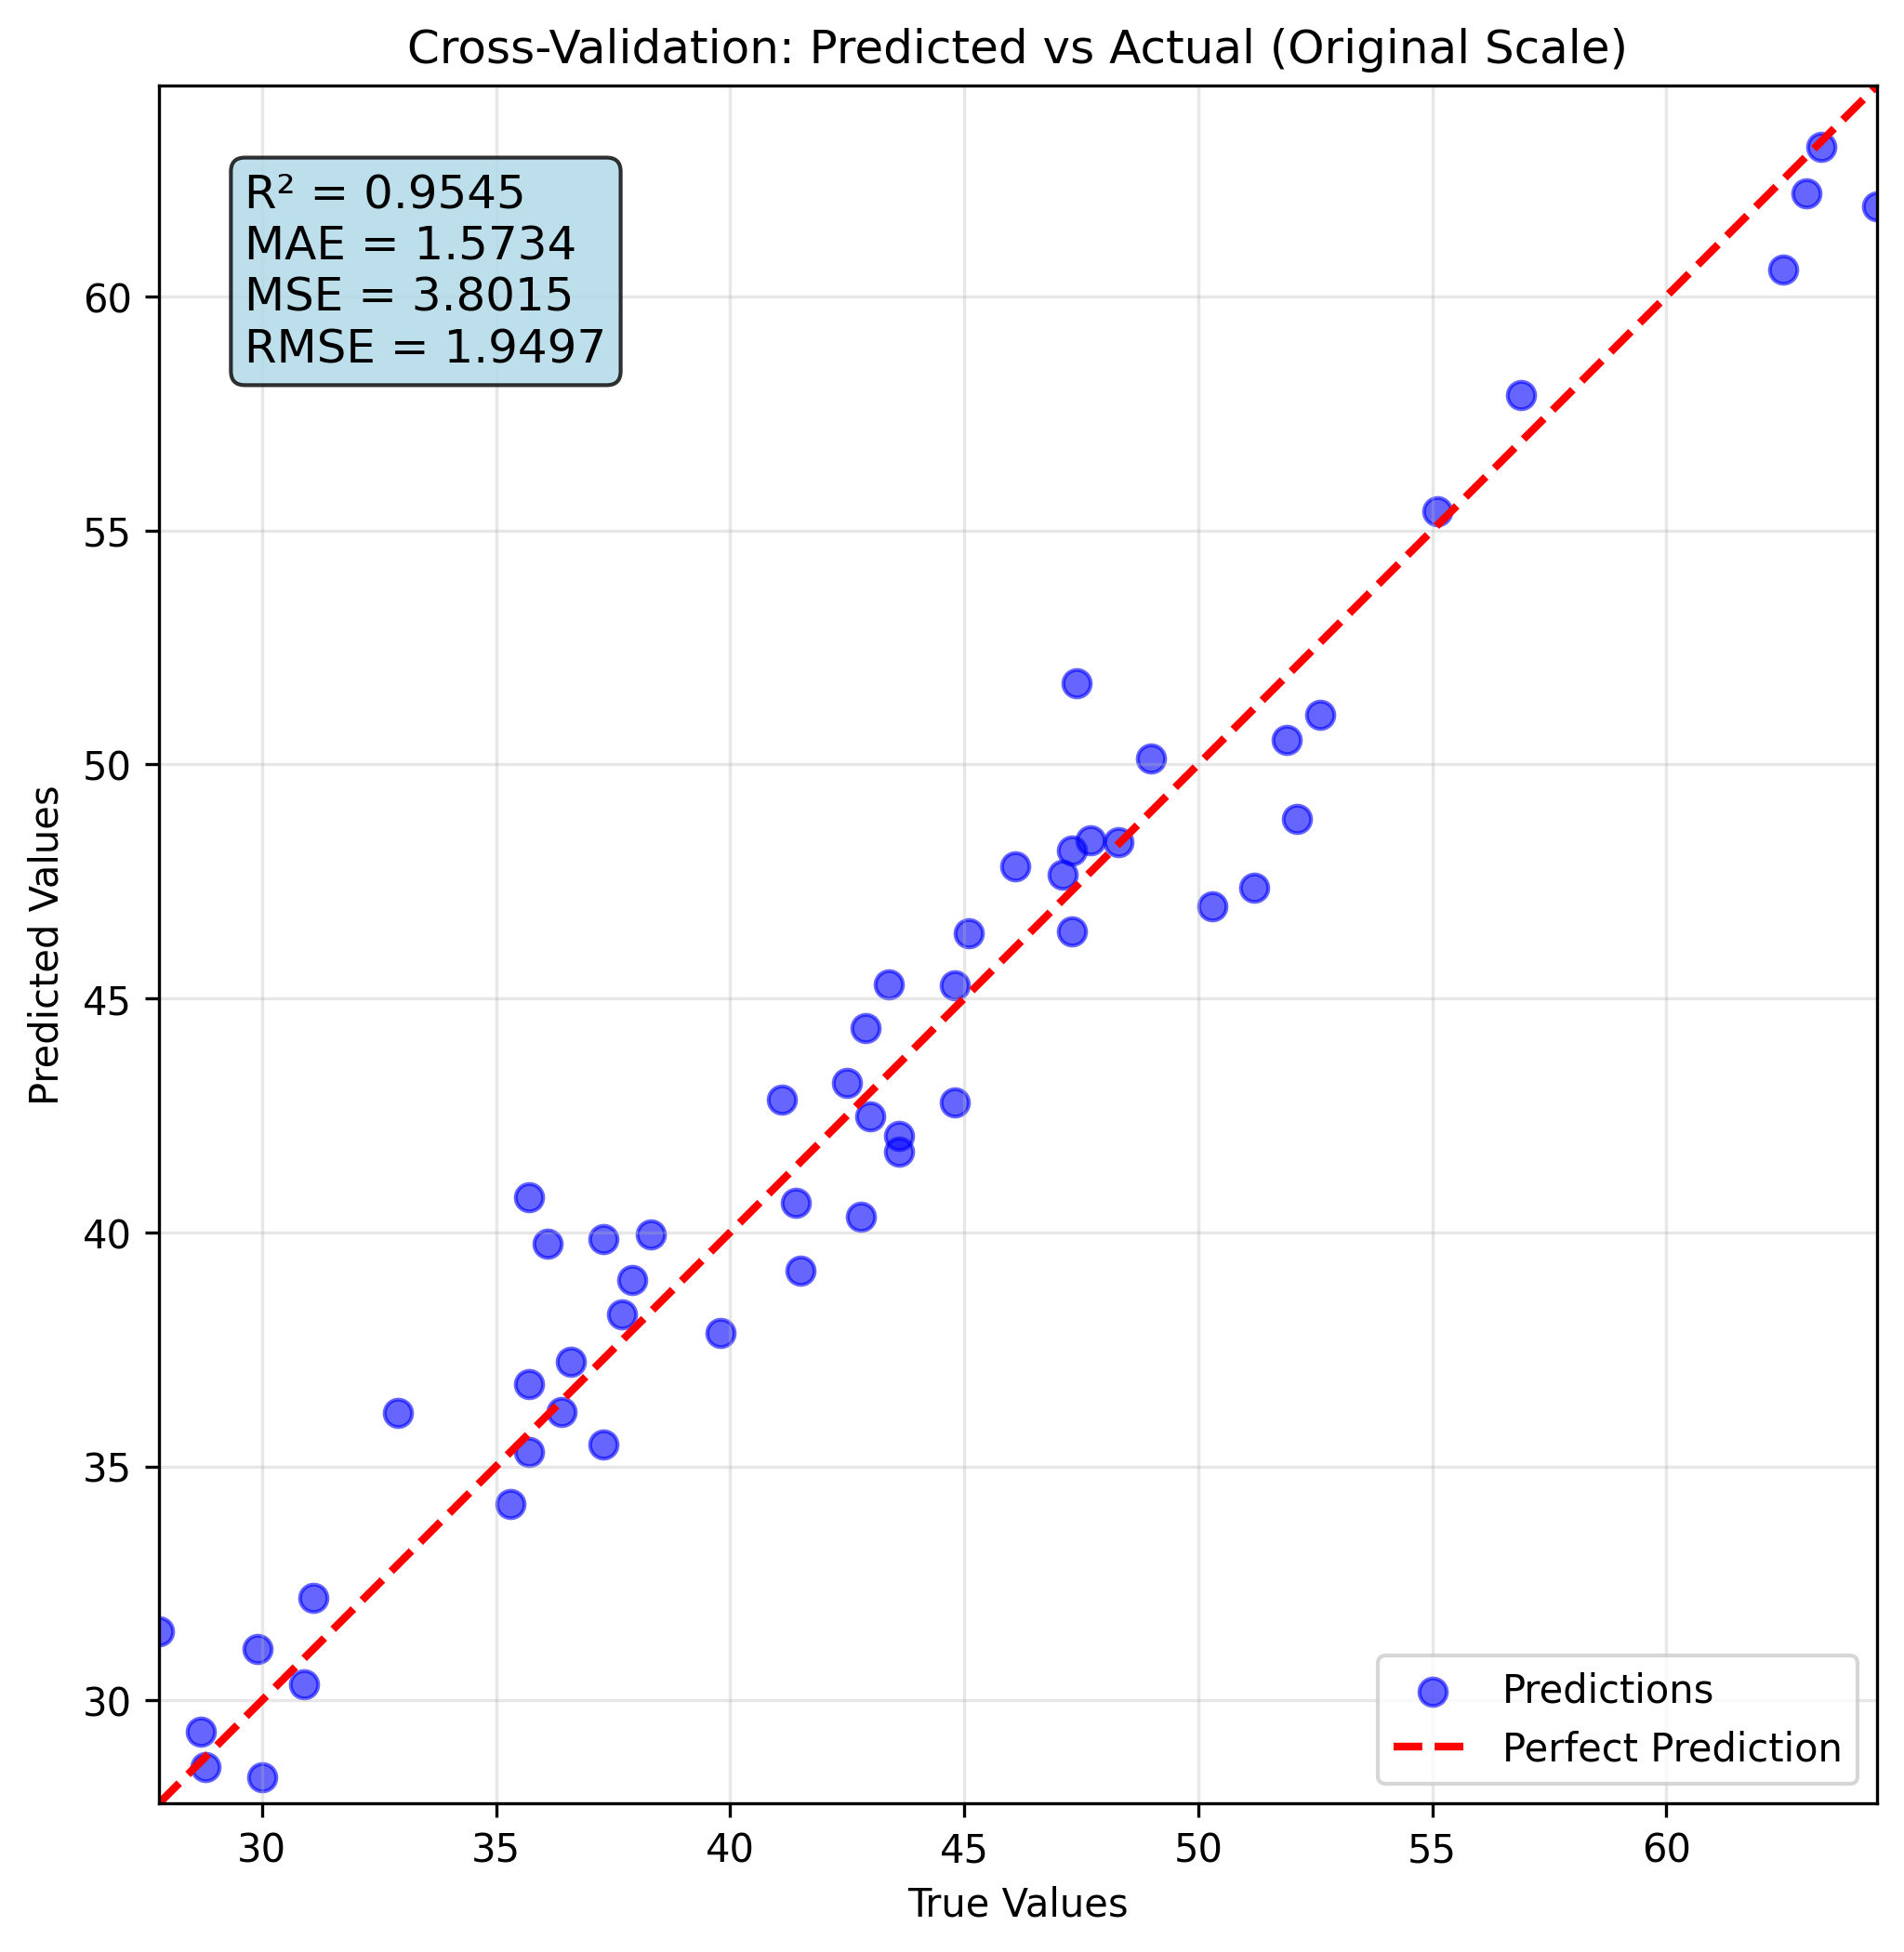 Cross-Validation: Predicted vs Actual (Original Scale)
R² = 0.9545
MAE = 1.5734
MSE = 3.8015
RMSE = 1.9497
60
55
50
45
40
35
30
Predicted Values
Predictions
Perfect Prediction
30 35 40 45 50 55 60
True Values